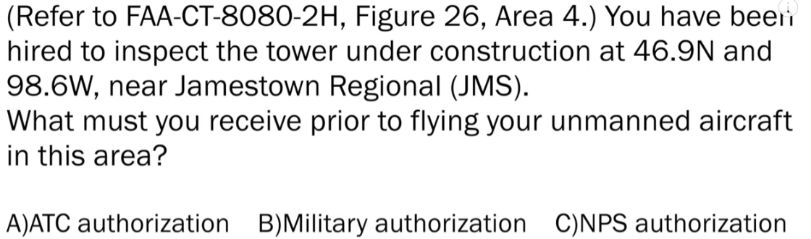 (Refer to FAA-CT-8080-2H, Figure 26, Area 4.) You have been
hired to inspect the tower under construction at 46.9N and
98.6W, near Jamestown Regional (JMS).
What must you receive prior to flying your unmanned aircraft
in this area?
A)ATC authorization B)Military authorization C)NPS authorization